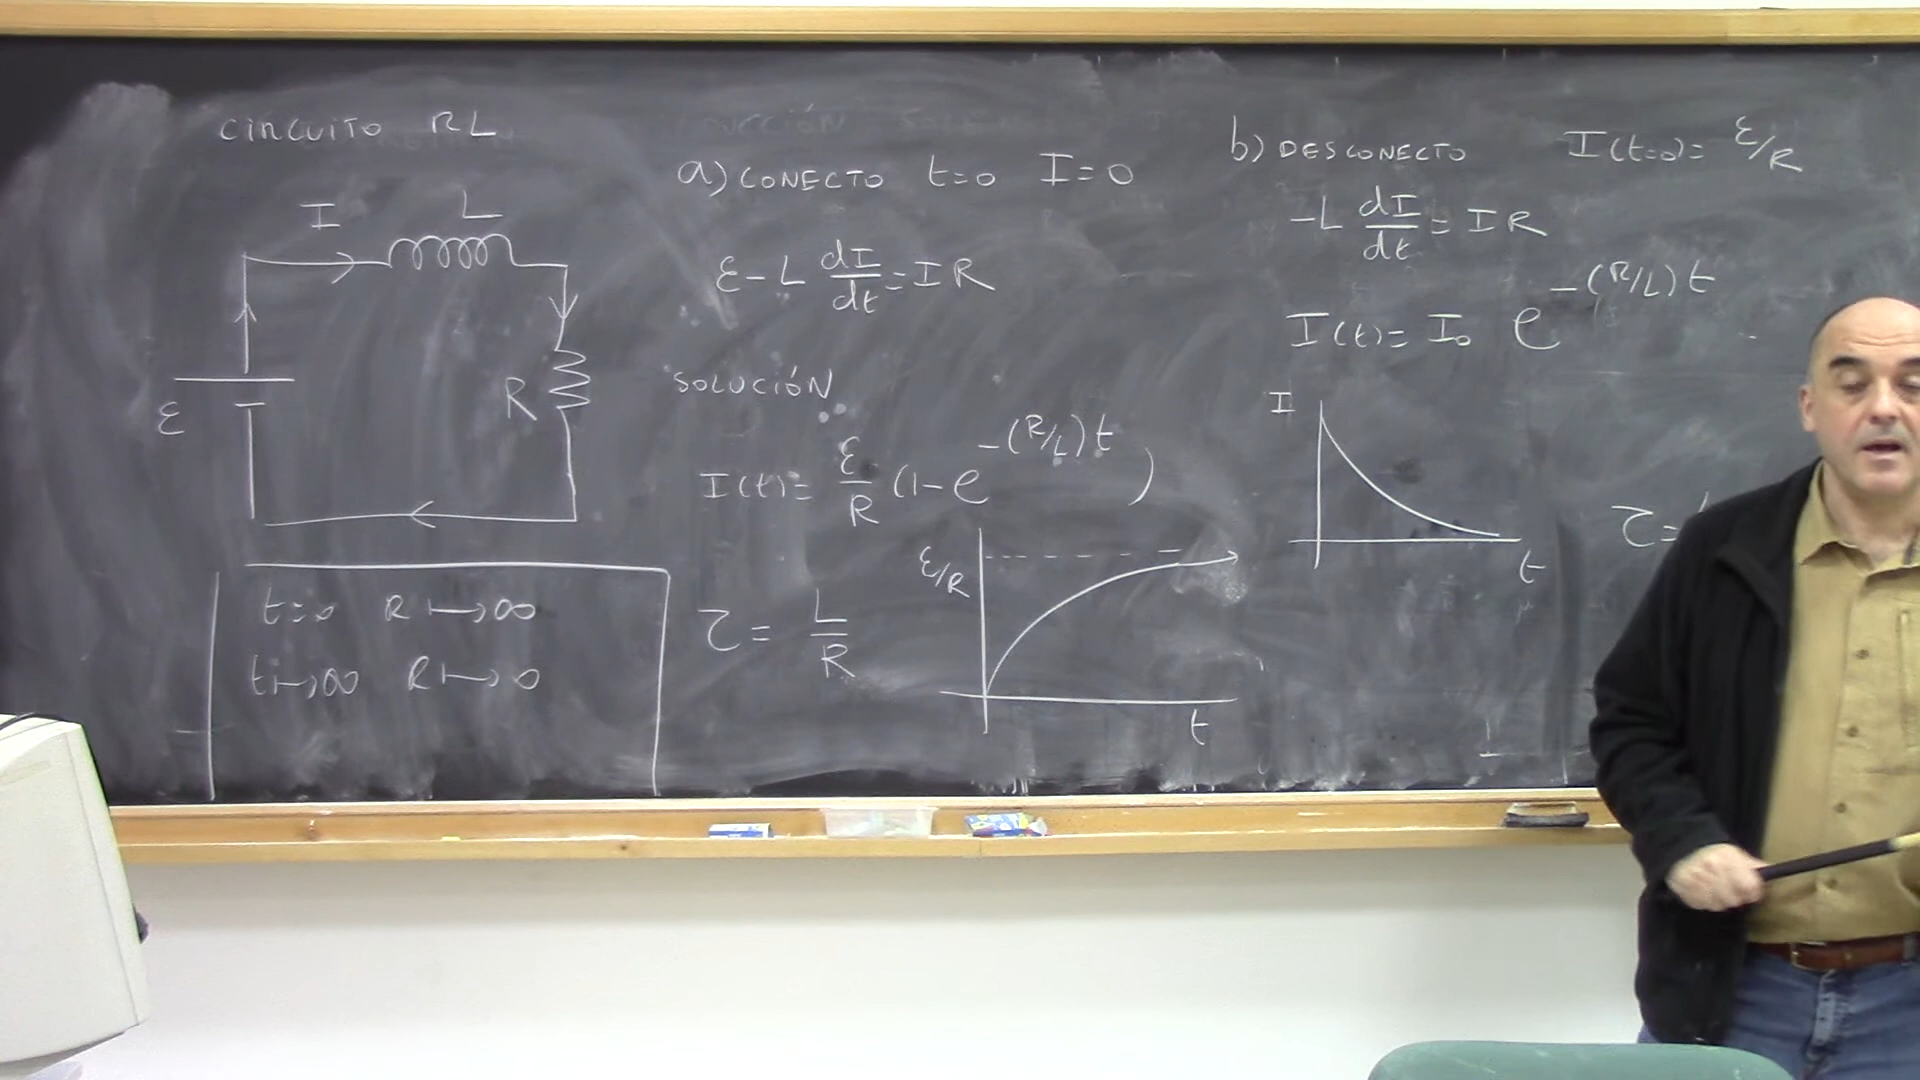 CIRCUITO RL
I
L
ε
R
t=0 R ↦ ∞
t ↦ ∞ R ↦ 0
a) CONECTO t=0 I=0
ε - L dI/dt = IR
SOLUCIÓN
I(t) = ε/R (1 - e^-(R/L)t)
τ = L/R
ε/R
t
b) DESCONECTO I(t=0) = ε/R
-L dI/dt = IR
I(t) = I₀ e^-(R/L)t
I
t
τ =